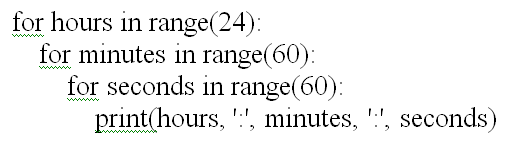 for hours in range(24):
for minutes in range(60):
for seconds in range(60):
print(hours, ':', minutes, ':', seconds)